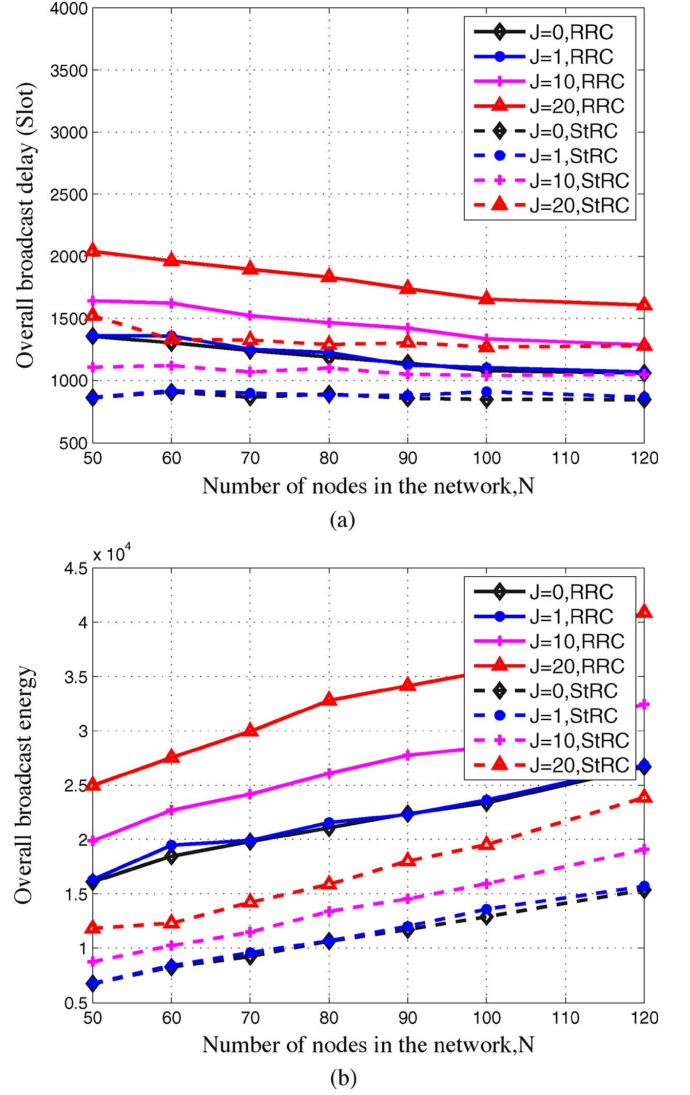 4000
3500
3000
2500
2000
1500
1000
500
Overall broadcast delay (Slot)
J=0,RRC
J=1,RRC
J=10,RRC
J=20,RRC
J=0,StRC
J=1,StRC
J=10,StRC
J=20,StRC
50 60 70 80 90 100 110 120
Number of nodes in the network,N
(a)
x 10^4
4.5
4
3.5
3
2.5
2
1.5
1
0.5
Overall broadcast energy
J=0,RRC
J=1,RRC
J=10,RRC
J=20,RRC
J=0,StRC
J=1,StRC
J=10,StRC
J=20,StRC
50 60 70 80 90 100 110 120
Number of nodes in the network,N
(b)